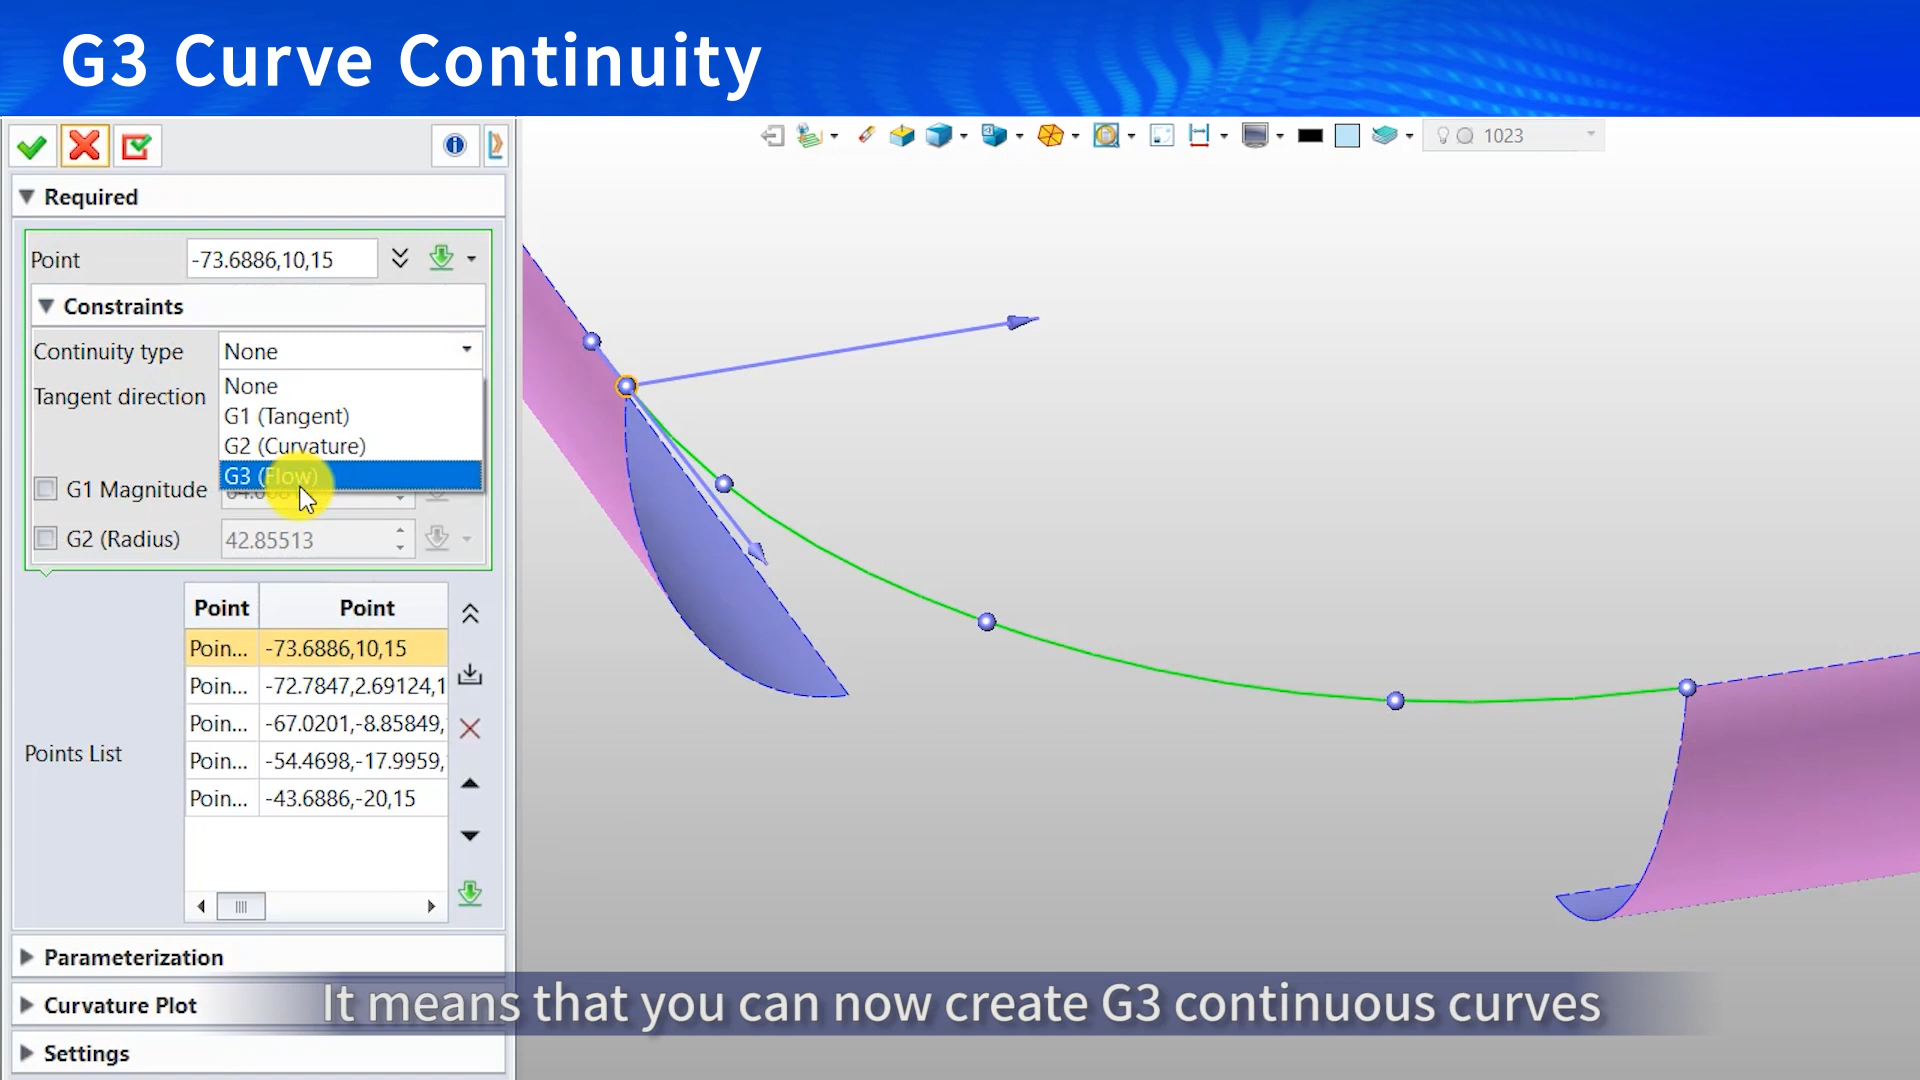 G3 Curve Continuity
1023
Required
Point -73.6886,10,15
Constraints
Continuity type None
None
Tangent direction
G1 (Tangent)
G2 (Curvature)
G3 (Flow)
G1 Magnitude
G2 (Radius) 42.85513
Point Point
Poin... -73.6886,10,15
Poin... -72.7847,2.69124,1
Poin... -67.0201,-8.85849,
Points List
Poin... -54.4698,-17.9959,
Poin... -43.6886,-20,15
Parameterization
Curvature Plot
It means that you can now create G3 continuous curves
Settings